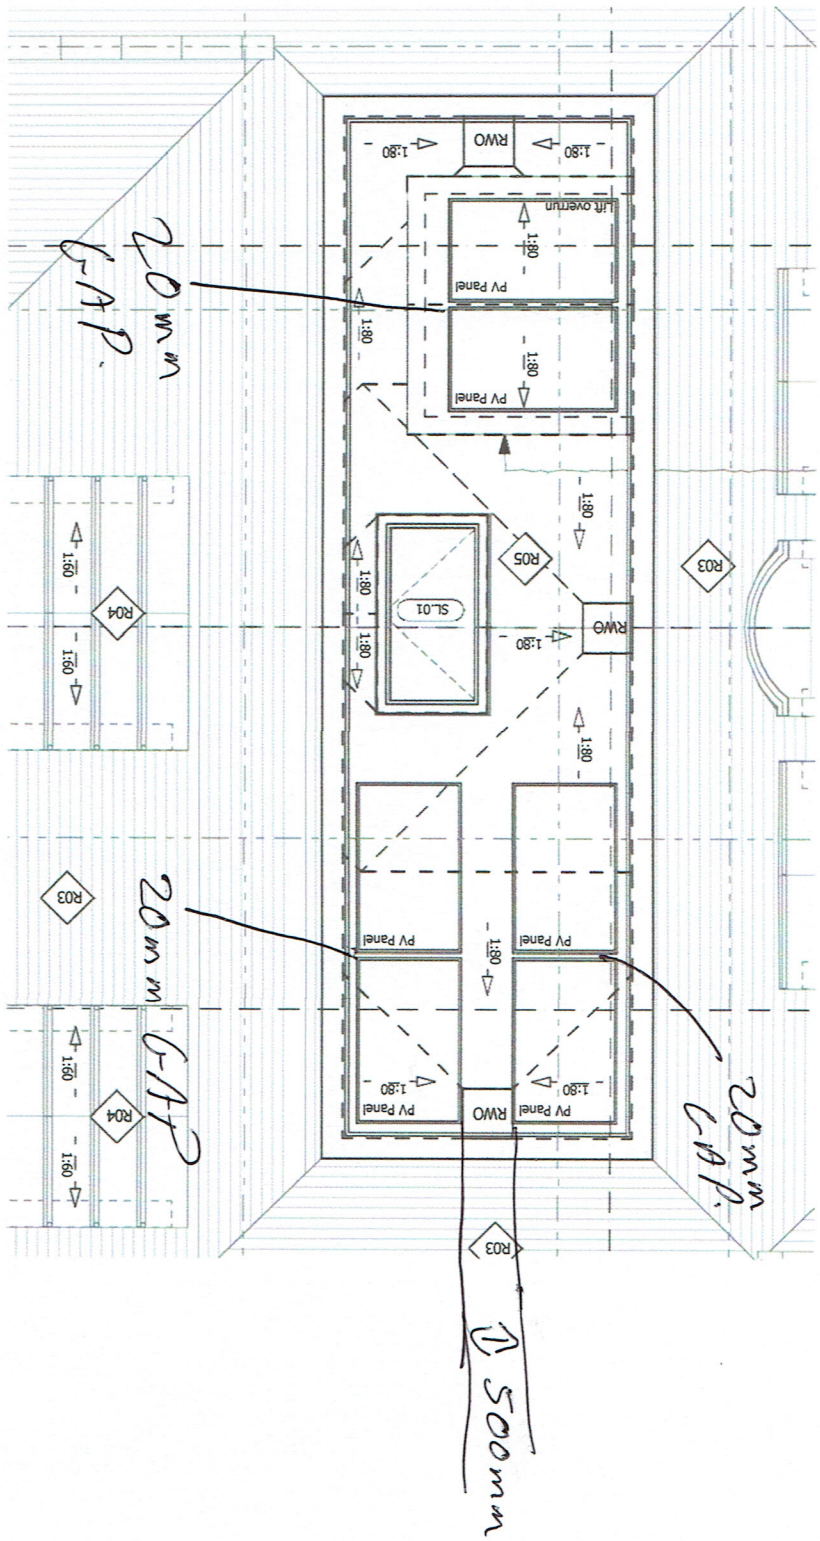 RWO
1:80
1:80
Lift overrun
1:80
PV Panel
1:80
1:80
PV Panel
20mm
GAP.
1:80
1:60
1:60
R04
R05
R03
1:80
1:80
SL.01
1:80
RWO
1:80
PV Panel
PV Panel
1:80
R03
20mm GAP
1:80
1:80
PV Panel
RWO
PV Panel
1:60
1:60
R04
20mm
GAP.
R03
500mm